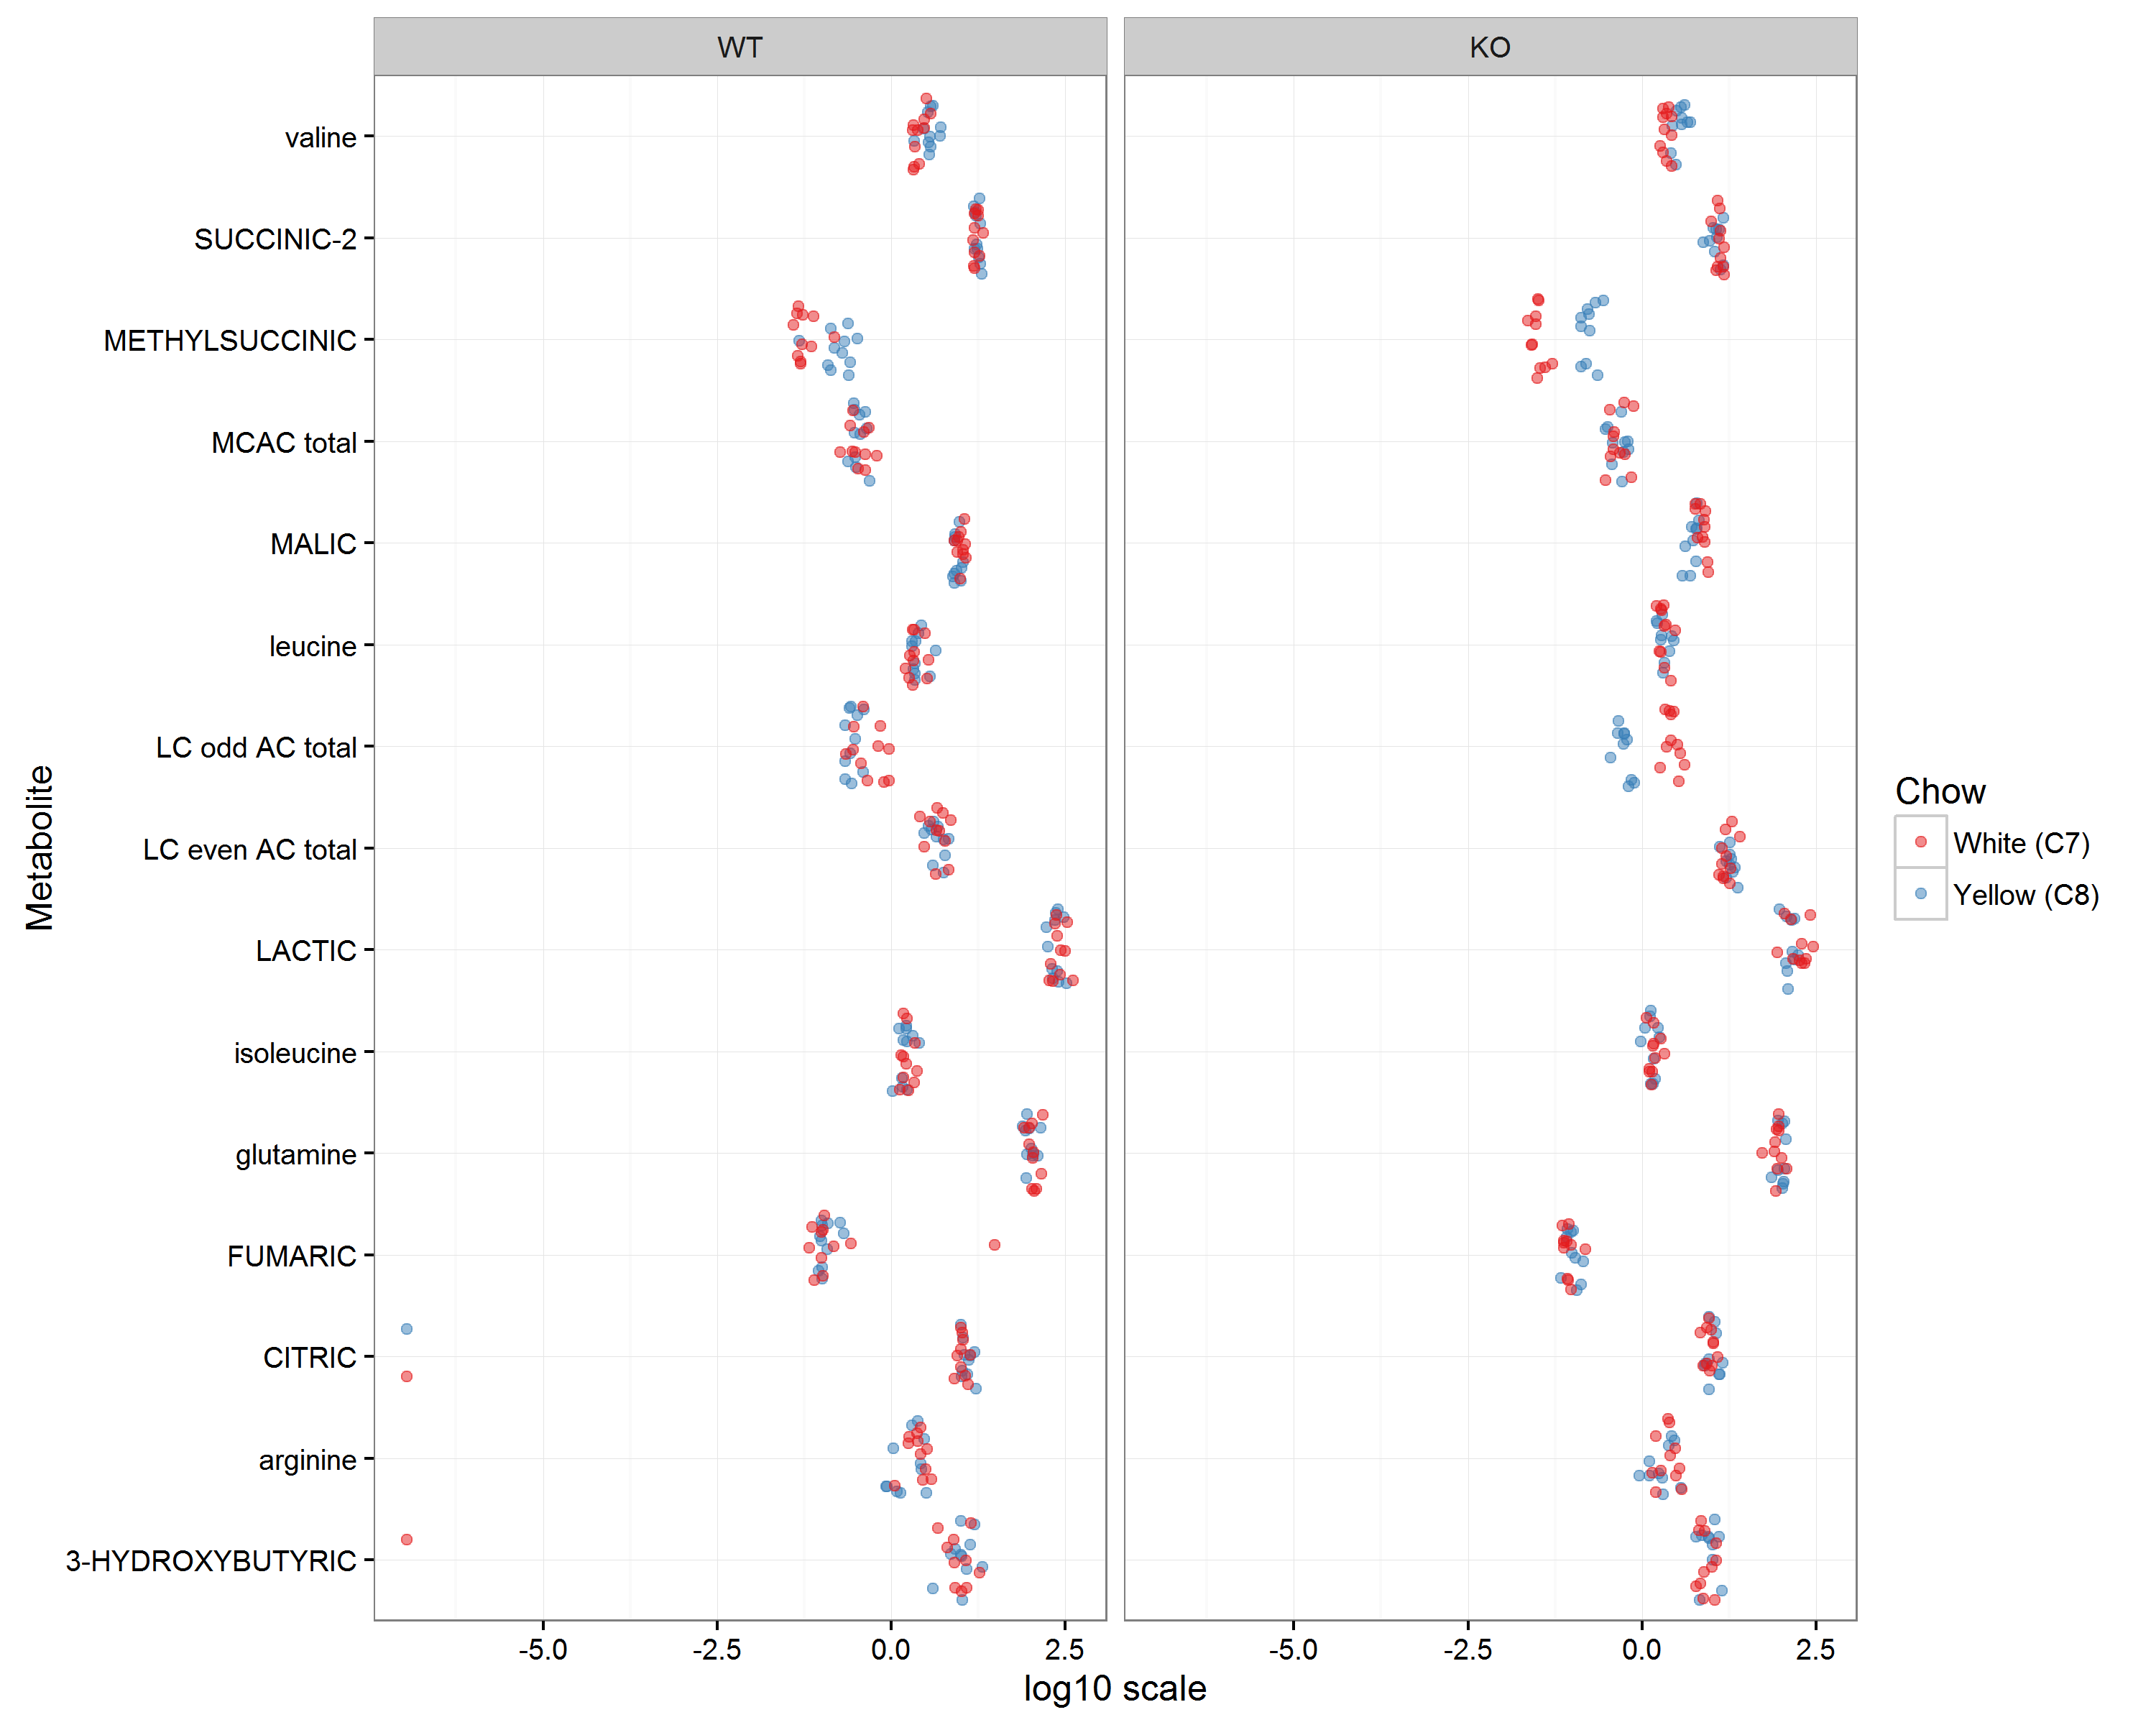 WT
KO
valine
SUCCINIC-2
METHYLSUCCINIC
MCAC total
MALIC
leucine
LC odd AC total
LC even AC total
LACTIC
isoleucine
glutamine
FUMARIC
CITRIC
arginine
3-HYDROXYBUTYRIC
Metabolite
-5.0
-2.5
0.0
2.5
-5.0
-2.5
0.0
2.5
log10 scale
Chow
White (C7)
Yellow (C8)